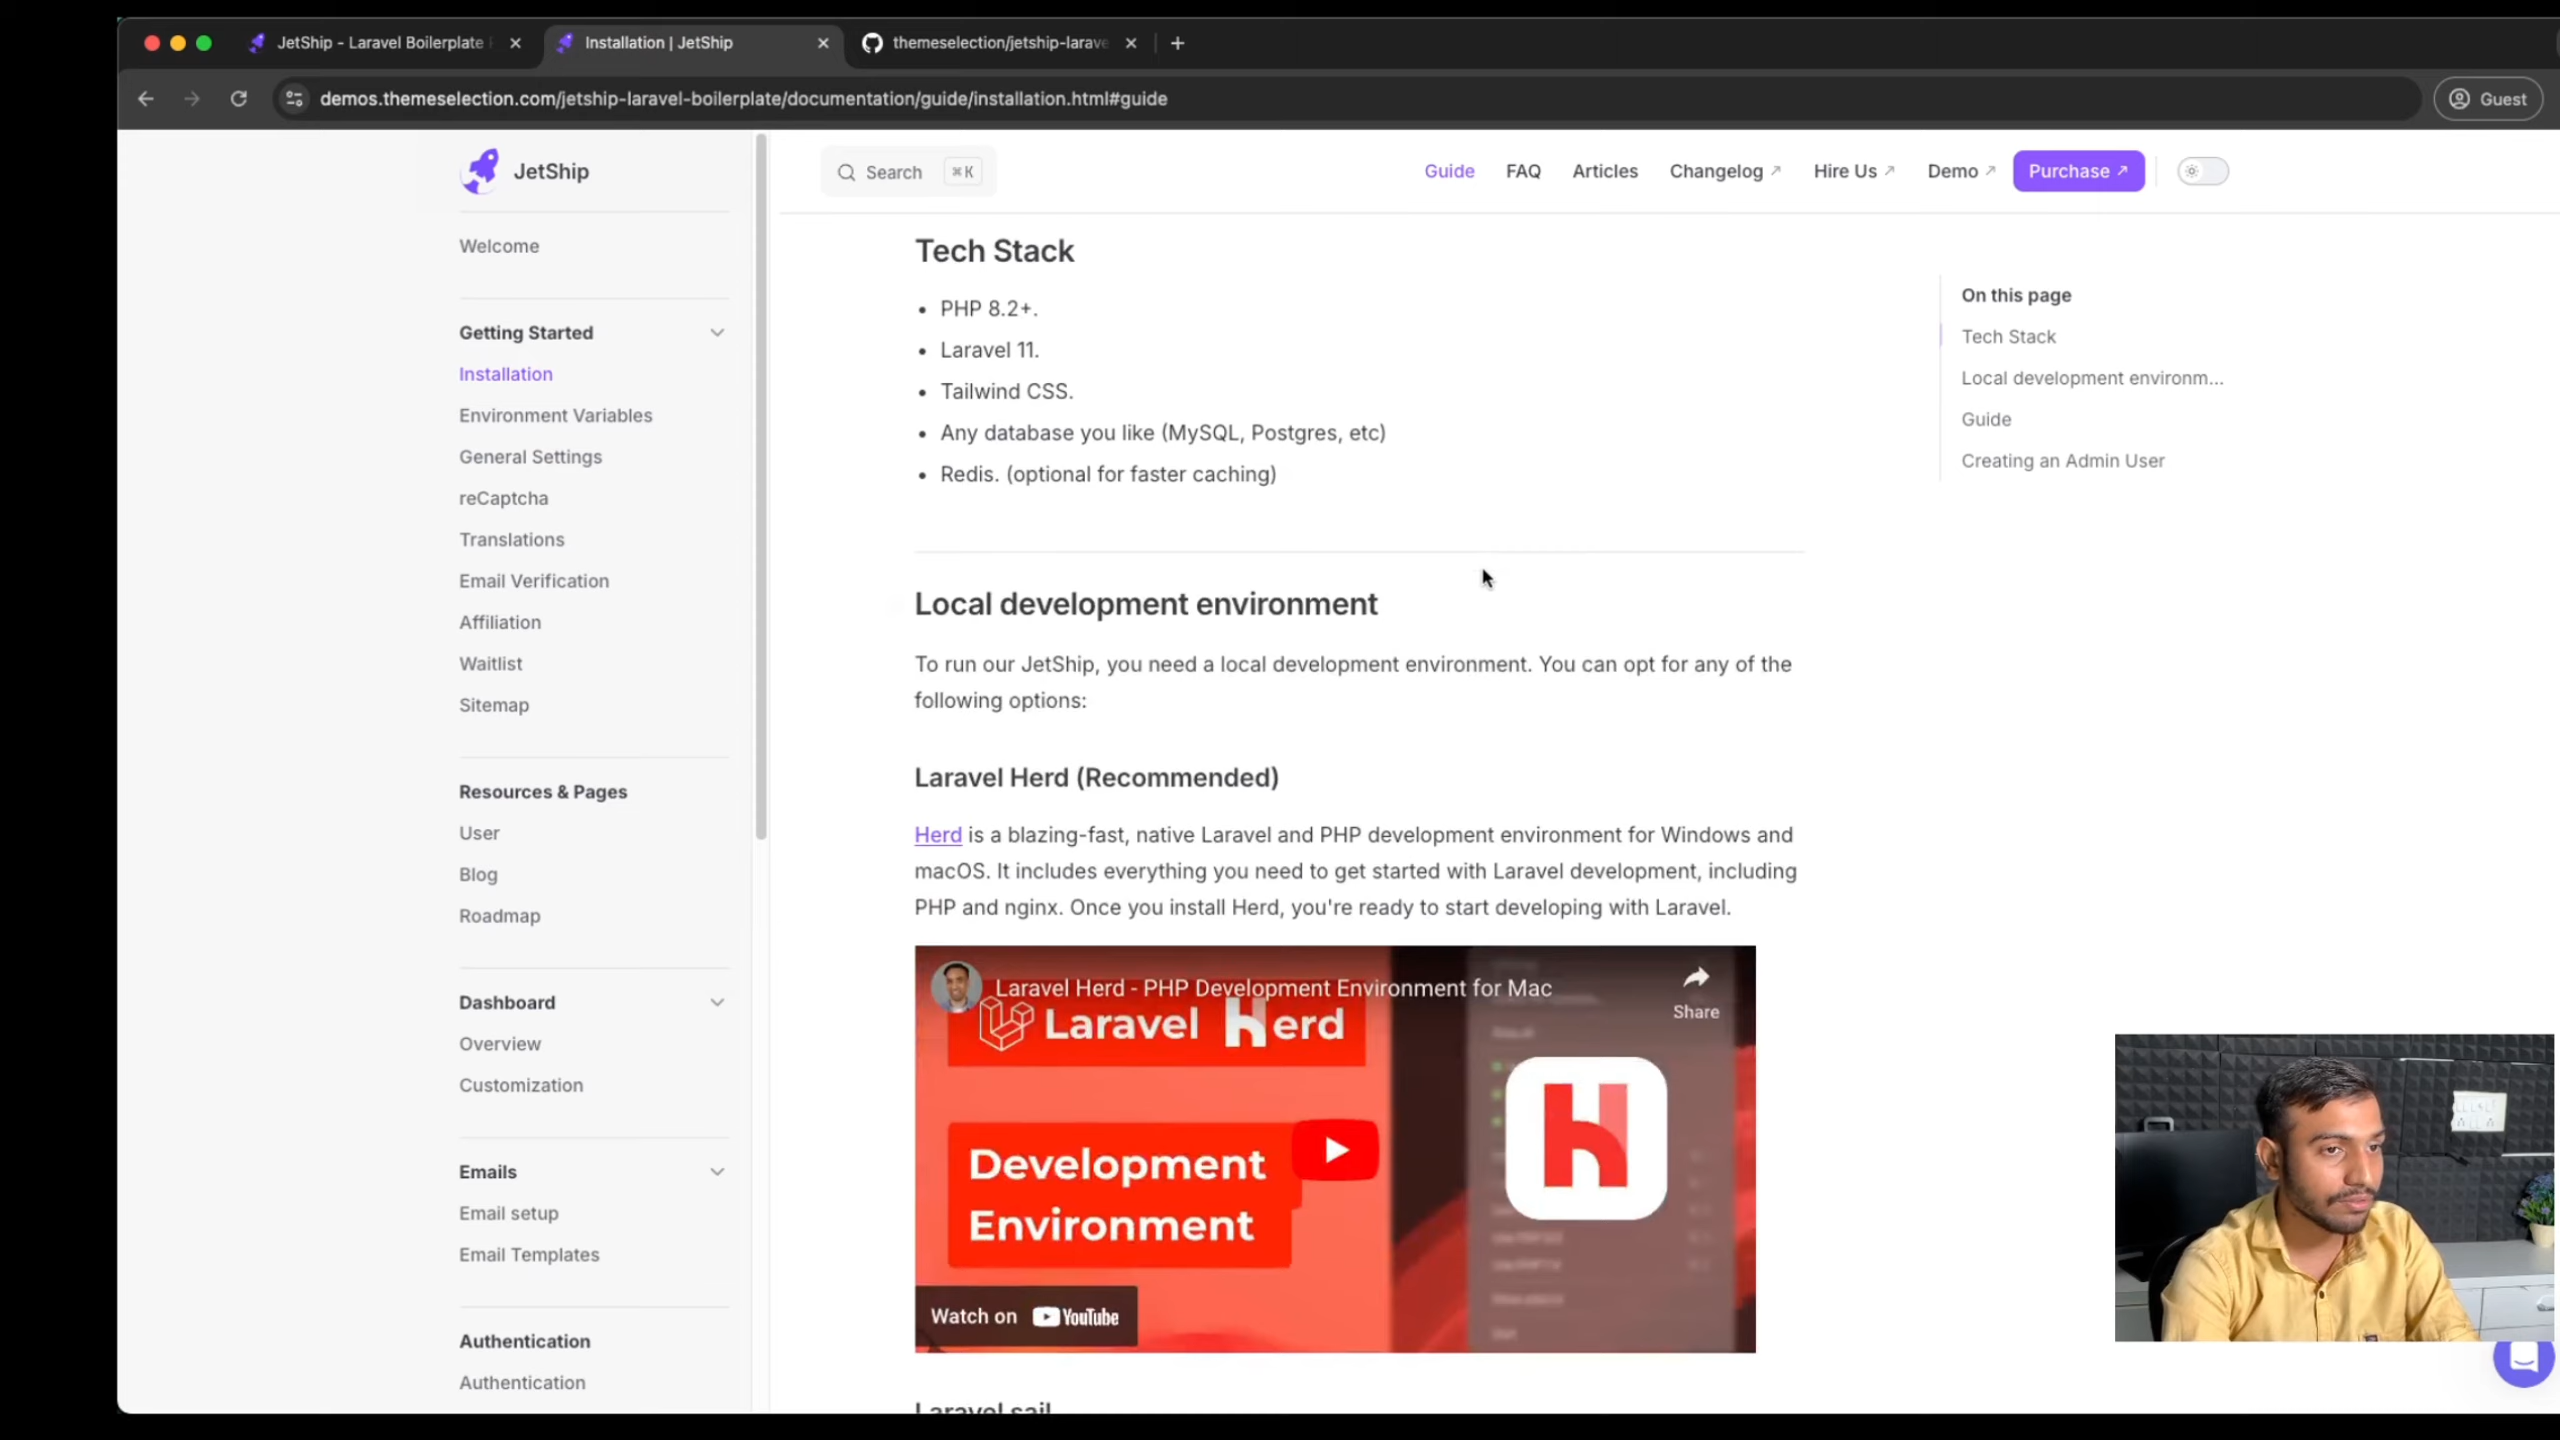 JetShip - Laravel Boilerplate
Installation | JetShip
themeselection/jetship-larave
demos.themeselection.com/jetship-laravel-boilerplate/documentation/guide/installation.html#guide
Guest
JetShip
Search ⌘K
Guide
FAQ
Articles
Changelog ↗
Hire Us ↗
Demo ↗
Purchase ↗
Welcome
Getting Started
Installation
Environment Variables
General Settings
reCaptcha
Translations
Email Verification
Affiliation
Waitlist
Sitemap
Resources & Pages
User
Blog
Roadmap
Dashboard
Overview
Customization
Emails
Email setup
Email Templates
Authentication
Authentication
Tech Stack
• PHP 8.2+.
• Laravel 11.
• Tailwind CSS.
• Any database you like (MySQL, Postgres, etc)
• Redis. (optional for faster caching)
Local development environment
To run our JetShip, you need a local development environment. You can opt for any of the
following options:
Laravel Herd (Recommended)
Herd is a blazing-fast, native Laravel and PHP development environment for Windows and
macOS. It includes everything you need to get started with Laravel development, including
PHP and nginx. Once you install Herd, you're ready to start developing with Laravel.
Laravel Herd - PHP Development Environment for Mac
Share
Laravel Herd
Development
Environment
Watch on YouTube
Laravel sail
On this page
Tech Stack
Local development environm...
Guide
Creating an Admin User